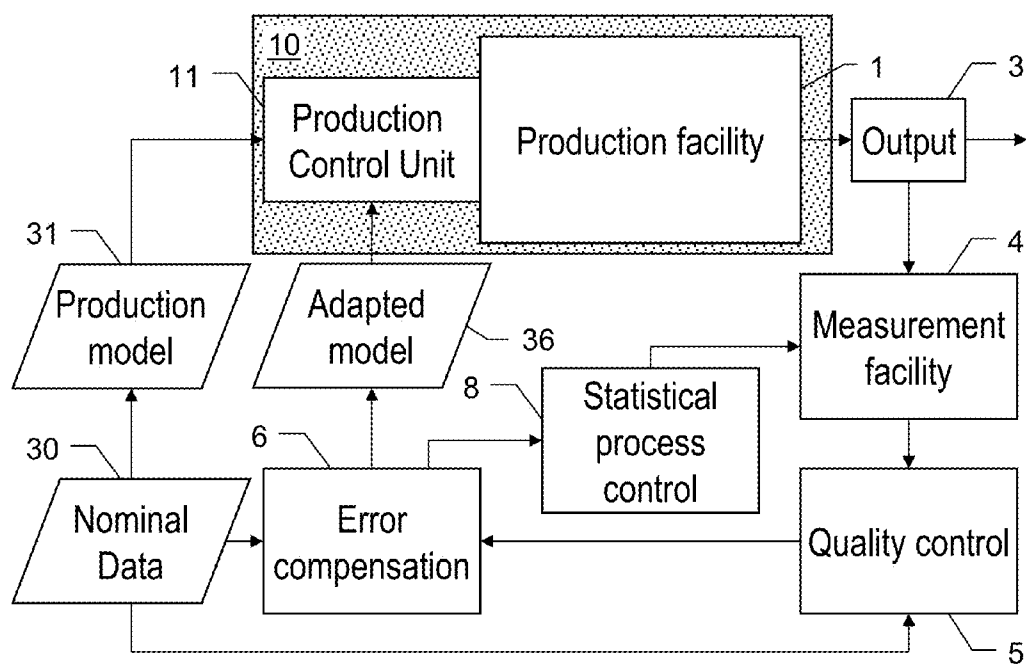 10
11
1
3
Production
Control Unit
Production facility
Output
31
4
Production
model
Adapted
model
36
Measurement
facility
8
Statistical
process
control
30
6
Nominal
Data
Error
compensation
Quality control
5